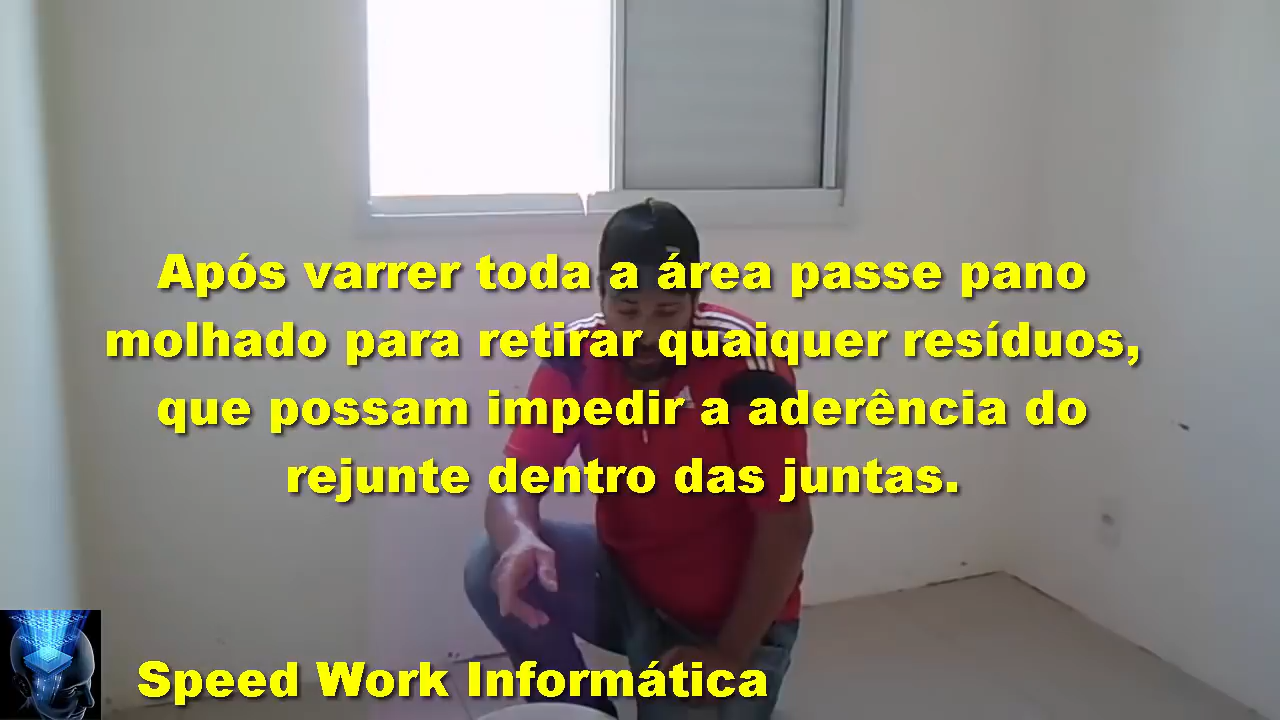 Após varrer toda a área passe pano
molhado para retirar quaiquer resíduos,
que possam impedir a aderência do
rejunte dentro das juntas.
Speed Work Informática